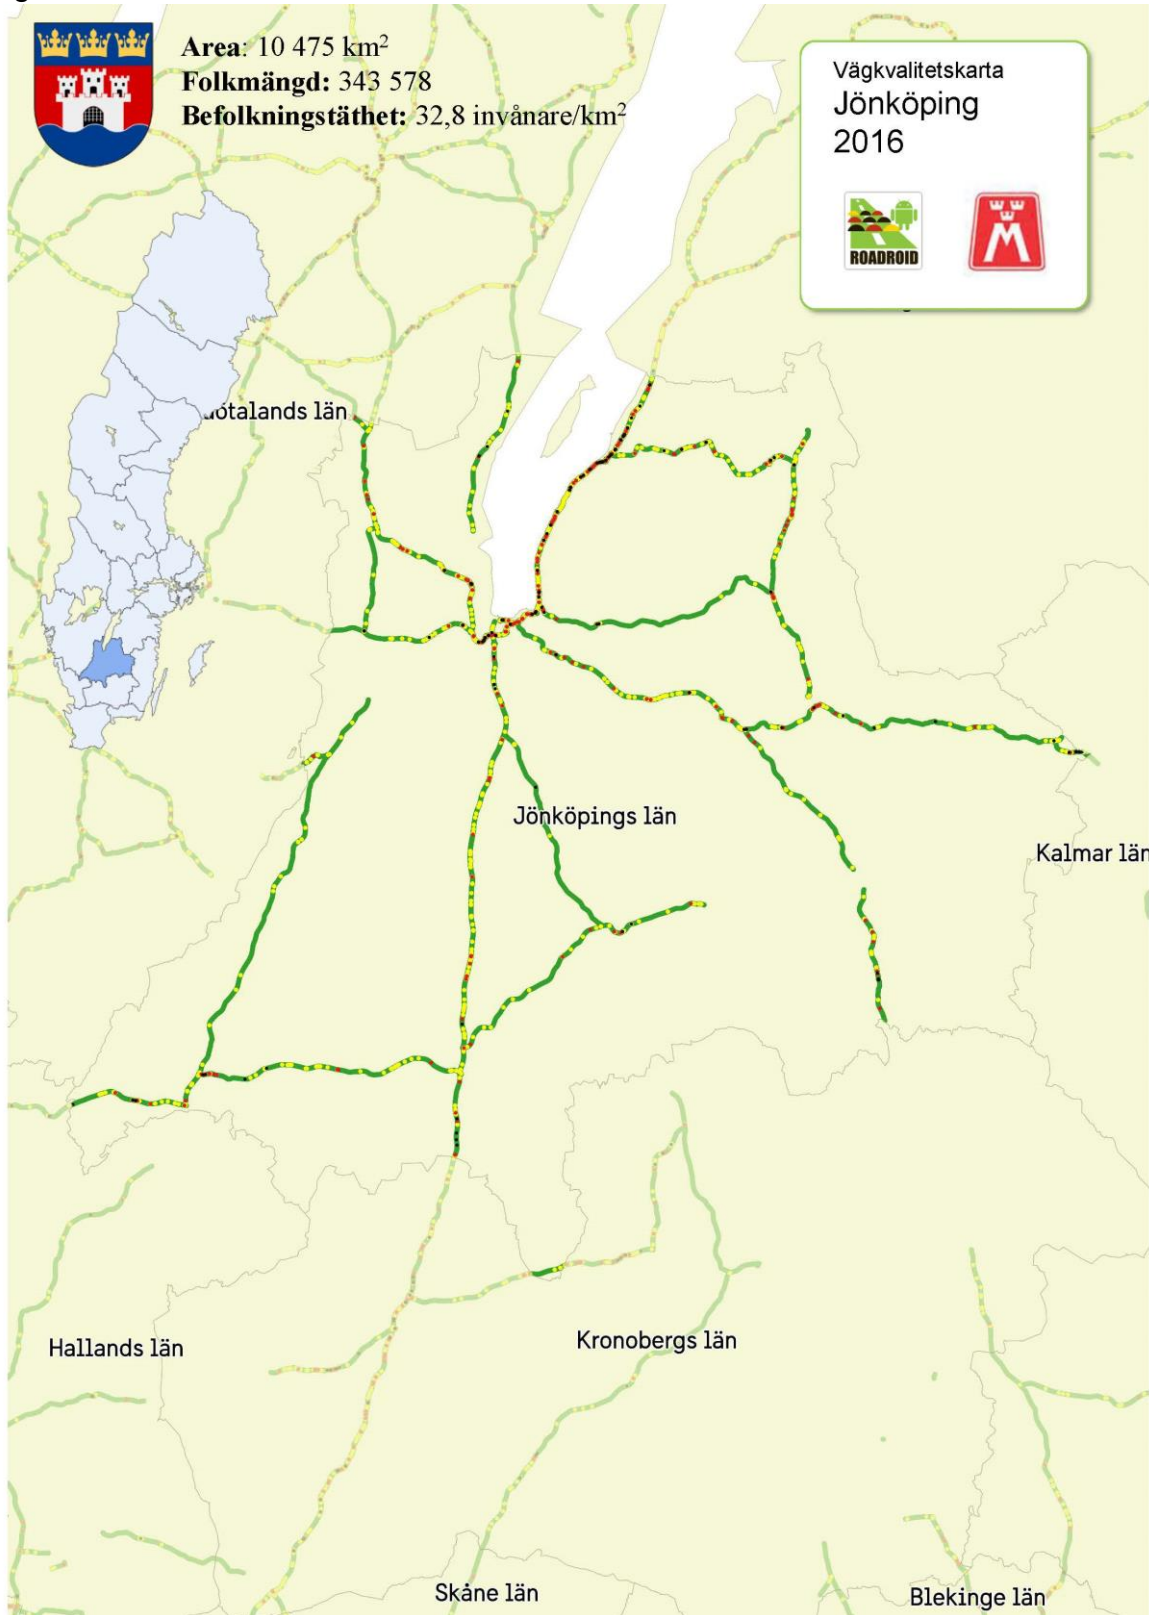 Area: 10 475 km²
Folkmängd: 343 578
Befolkningstäthet: 32,8 invånare/km²
Vägkvalitetskarta
Jönköping
2016
ROADROID
M
götalands län
Jönköpings län
Kalmar län
Hallands län
Kronobergs län
Skåne län
Blekinge län